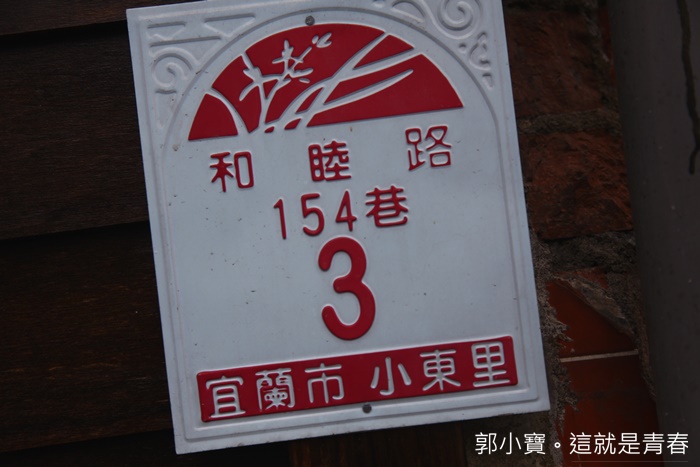 和睦路
154巷
3
宜蘭市 小東里
郭小寶。這就是青春